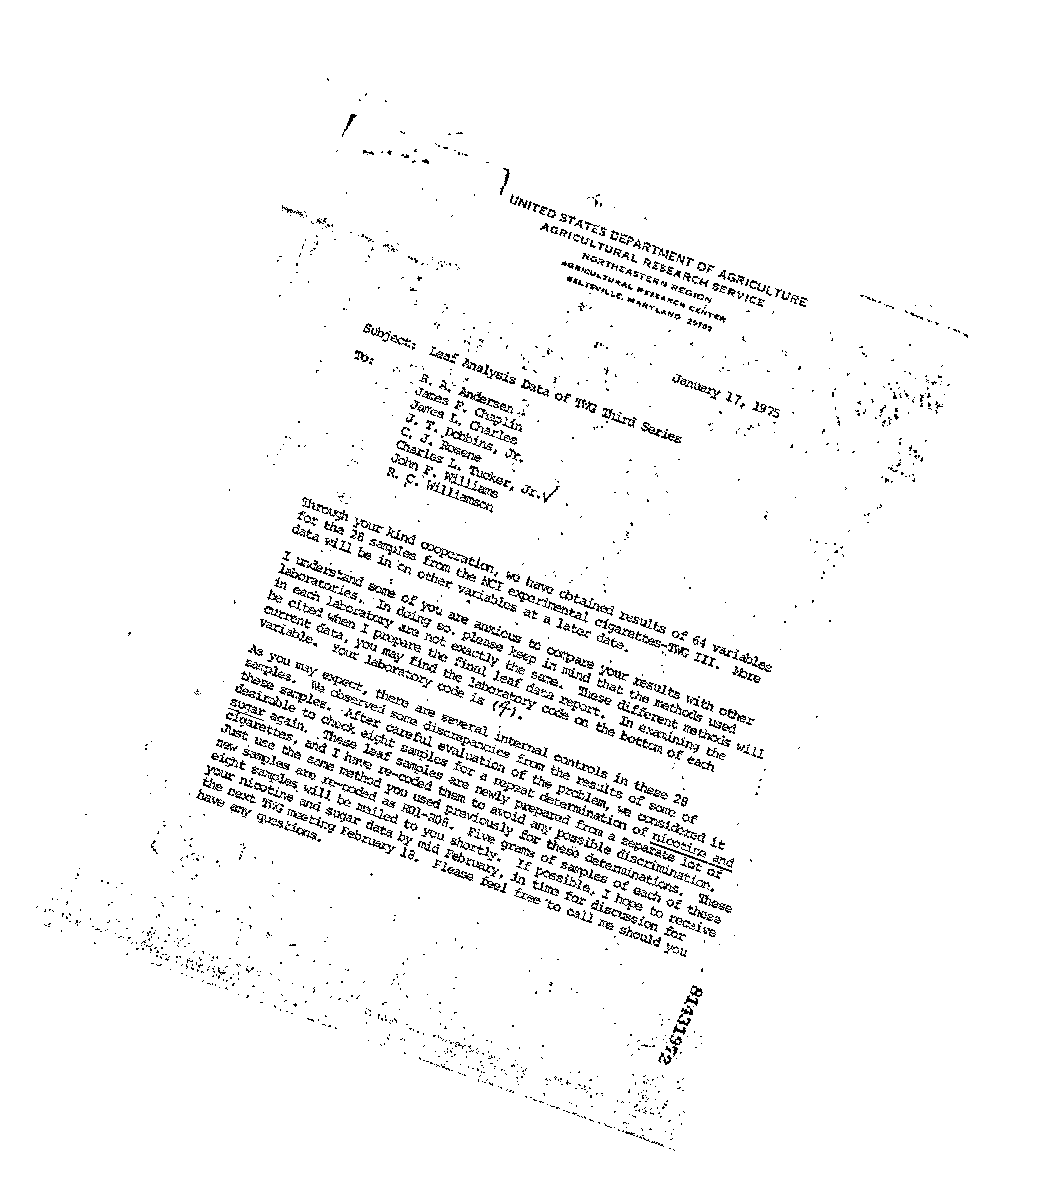 UNITED STATES DEPARTMENT OF AGRICULTURE
AGRICULTURAL RESEARCH SERVICE
NORTHEASTERN REGION
AGRICULTURAL RESEARCH CENTER
BELTSVILLE, MARYLAND 20705
January 17, 1975
Subject: Leaf Analysis Data of TWG Third Series
To:
R. A. Andersen
James F. Chaplin
James L. Charles
J. T. Dobbins, Jr.
C. J. Rosene
Charles L. Tucker, Jr.✓
John F. Williams
R. C. Williamson
Through your kind cooperation, we have obtained results of 64 variables
for the 28 samples from the NCI experimental cigarettes-TWG III. More
data will be in on other variables at a later date.
I understand some of you are anxious to compare your results with other
laboratories. In doing so, please keep in mind that the methods used
in each laboratory are not exactly the same. These different methods will
be cited when I prepare the final leaf data report. In examining the
current data, you may find the laboratory code on the bottom of each
variable. Your laboratory code is (4).
As you may expect, there are several internal controls in these 28
samples. We observed some discrepancies from the results of some of
these samples. After careful evaluation of the problem, we considered it
desirable to check eight samples for a repeat determination of nicotine and
sugar again. These leaf samples are newly prepared from a separate lot of
cigarettes, and I have re-coded them to avoid any possible discrimination.
Just use the same method you used previously for these determinations. These
new samples are re-coded as R01-R08. Five grams of samples of each of these
eight samples will be mailed to you shortly. If possible, I hope to receive
your nicotine and sugar data by mid February, in time for discussion for
the next TWG meeting February 18. Please feel free to call me should you
have any questions.
81431972